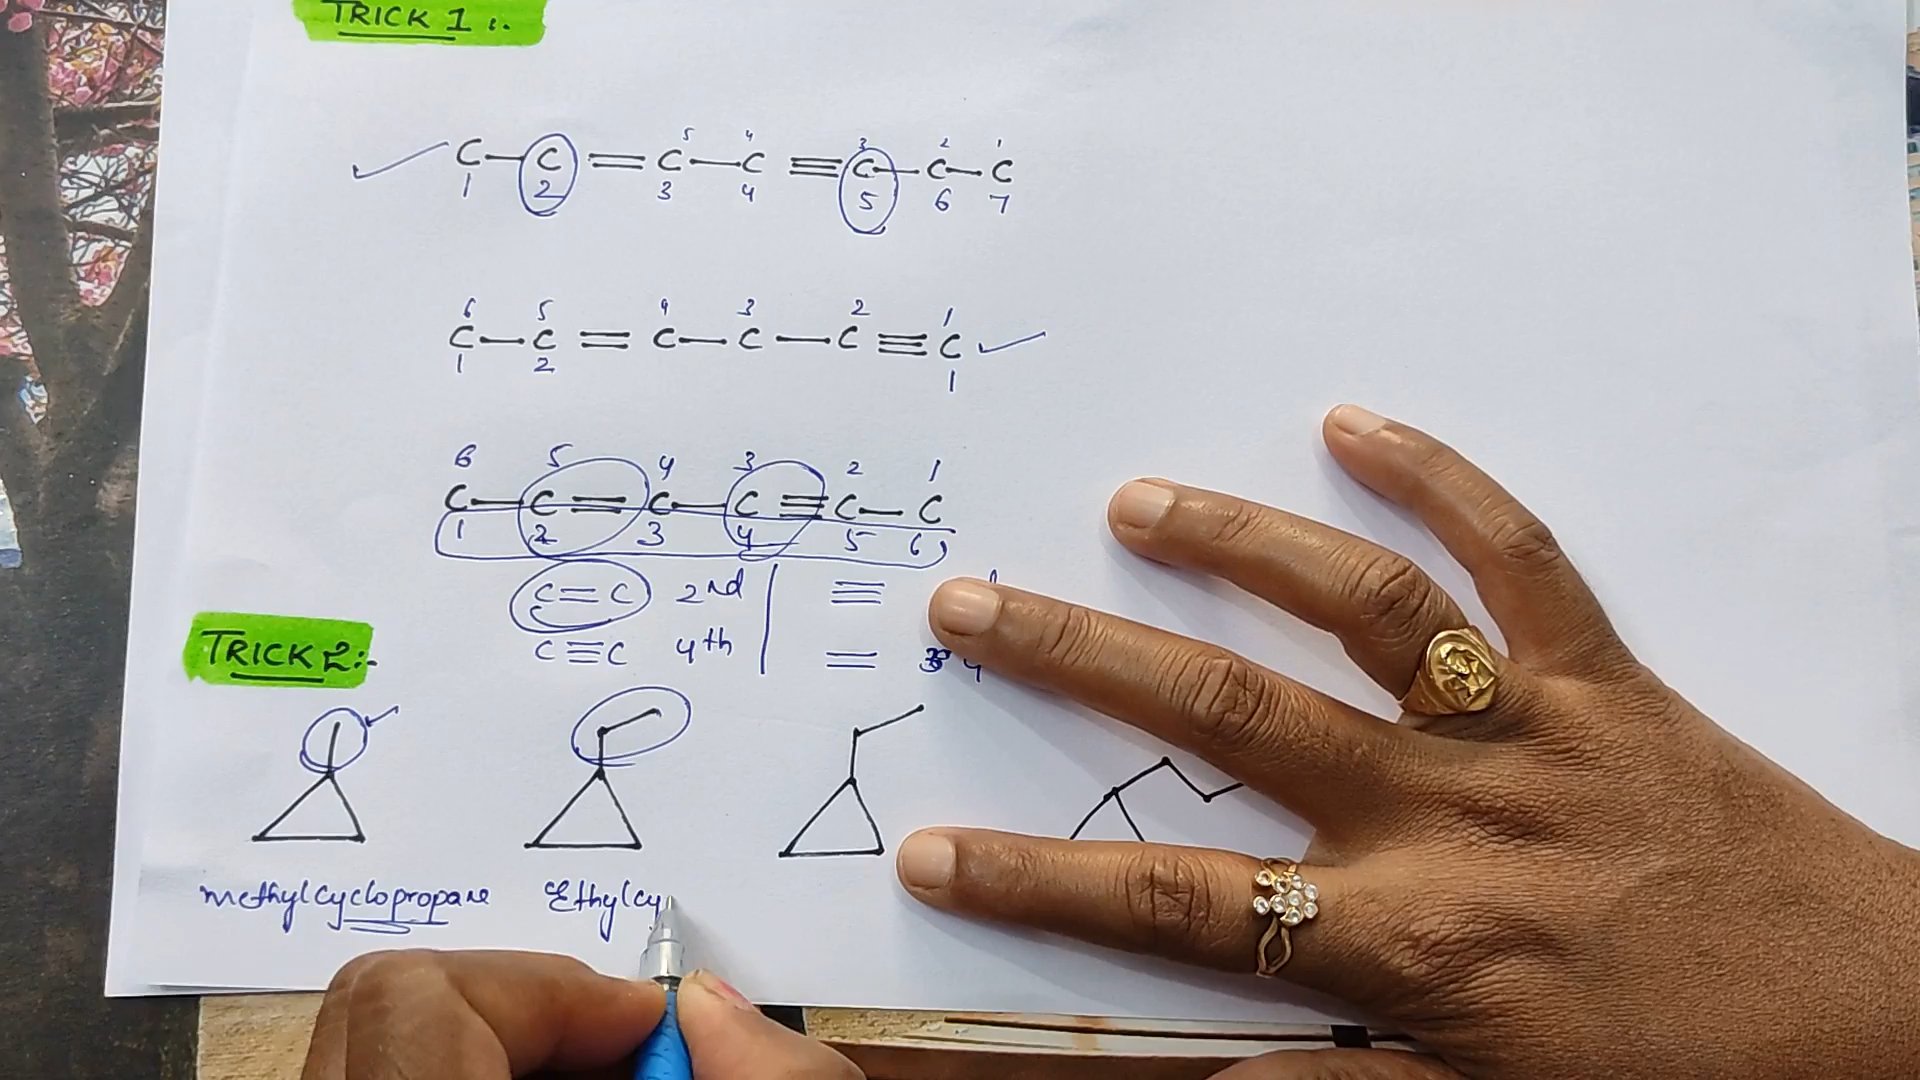 TRICK 1:-
5 4 3 2 1
C-C=C-C≡C-C-C
1 2 3 4 5 6 7
6 5 4 3 2 1
C-C=C-C-C≡C
1 2 1
6 5 4 3 2 1
C-C=C-C≡C-C
1 2 3 4 5 6
C=C 2nd | ≡
C≡C 4th | = 4
TRICK 2:-
Methylcyclopropane Ethylcy